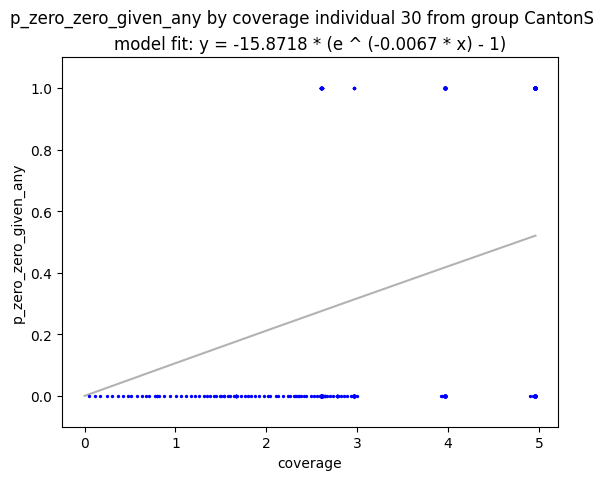 p_zero_zero_given_any by coverage individual 30 from group CantonS
model fit: y = -15.8718 * (e ^ (-0.0067 * x) - 1)
p_zero_zero_given_any
1.0
0.8
0.6
0.4
0.2
0.0
0 1 2 3 4 5
coverage